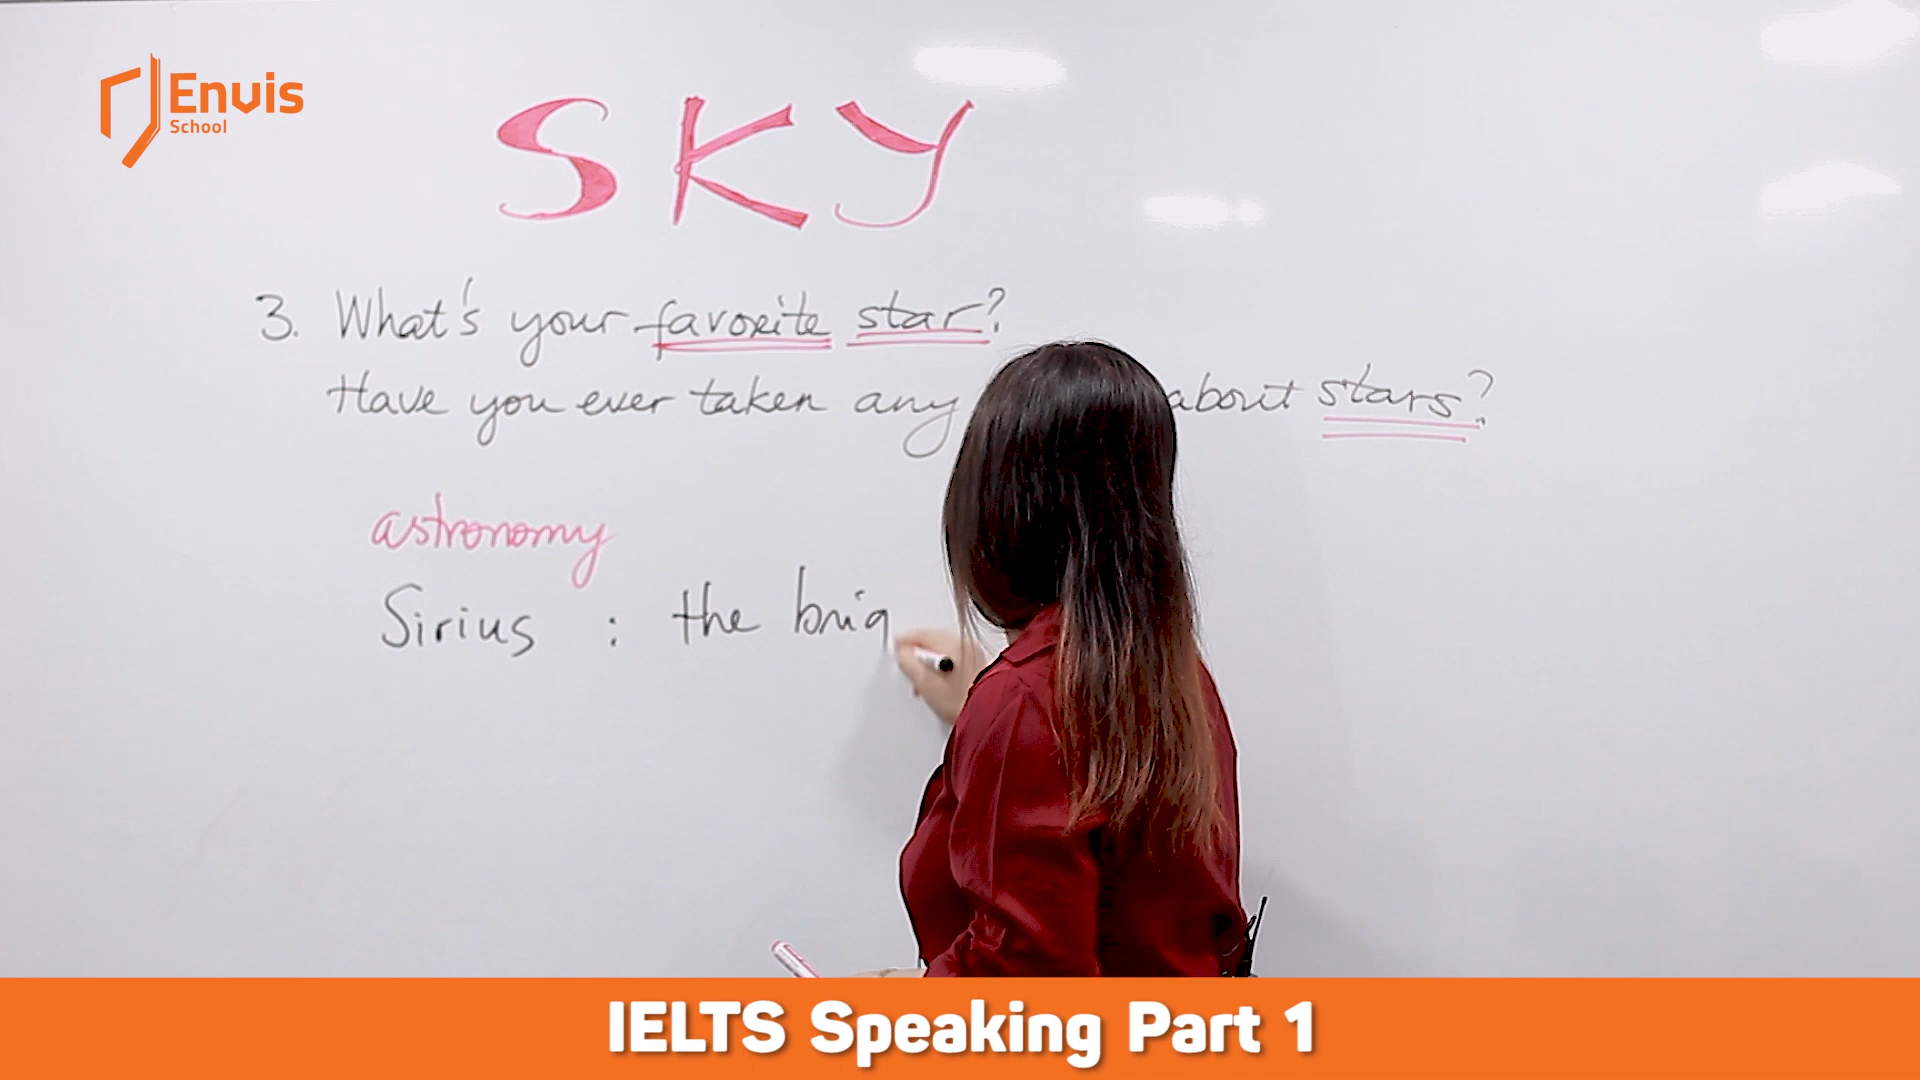 Envis
School
SKY
3. What's your favorite star?
Have you ever taken any about stars?
astronomy
Sirius : the brig
IELTS Speaking Part 1